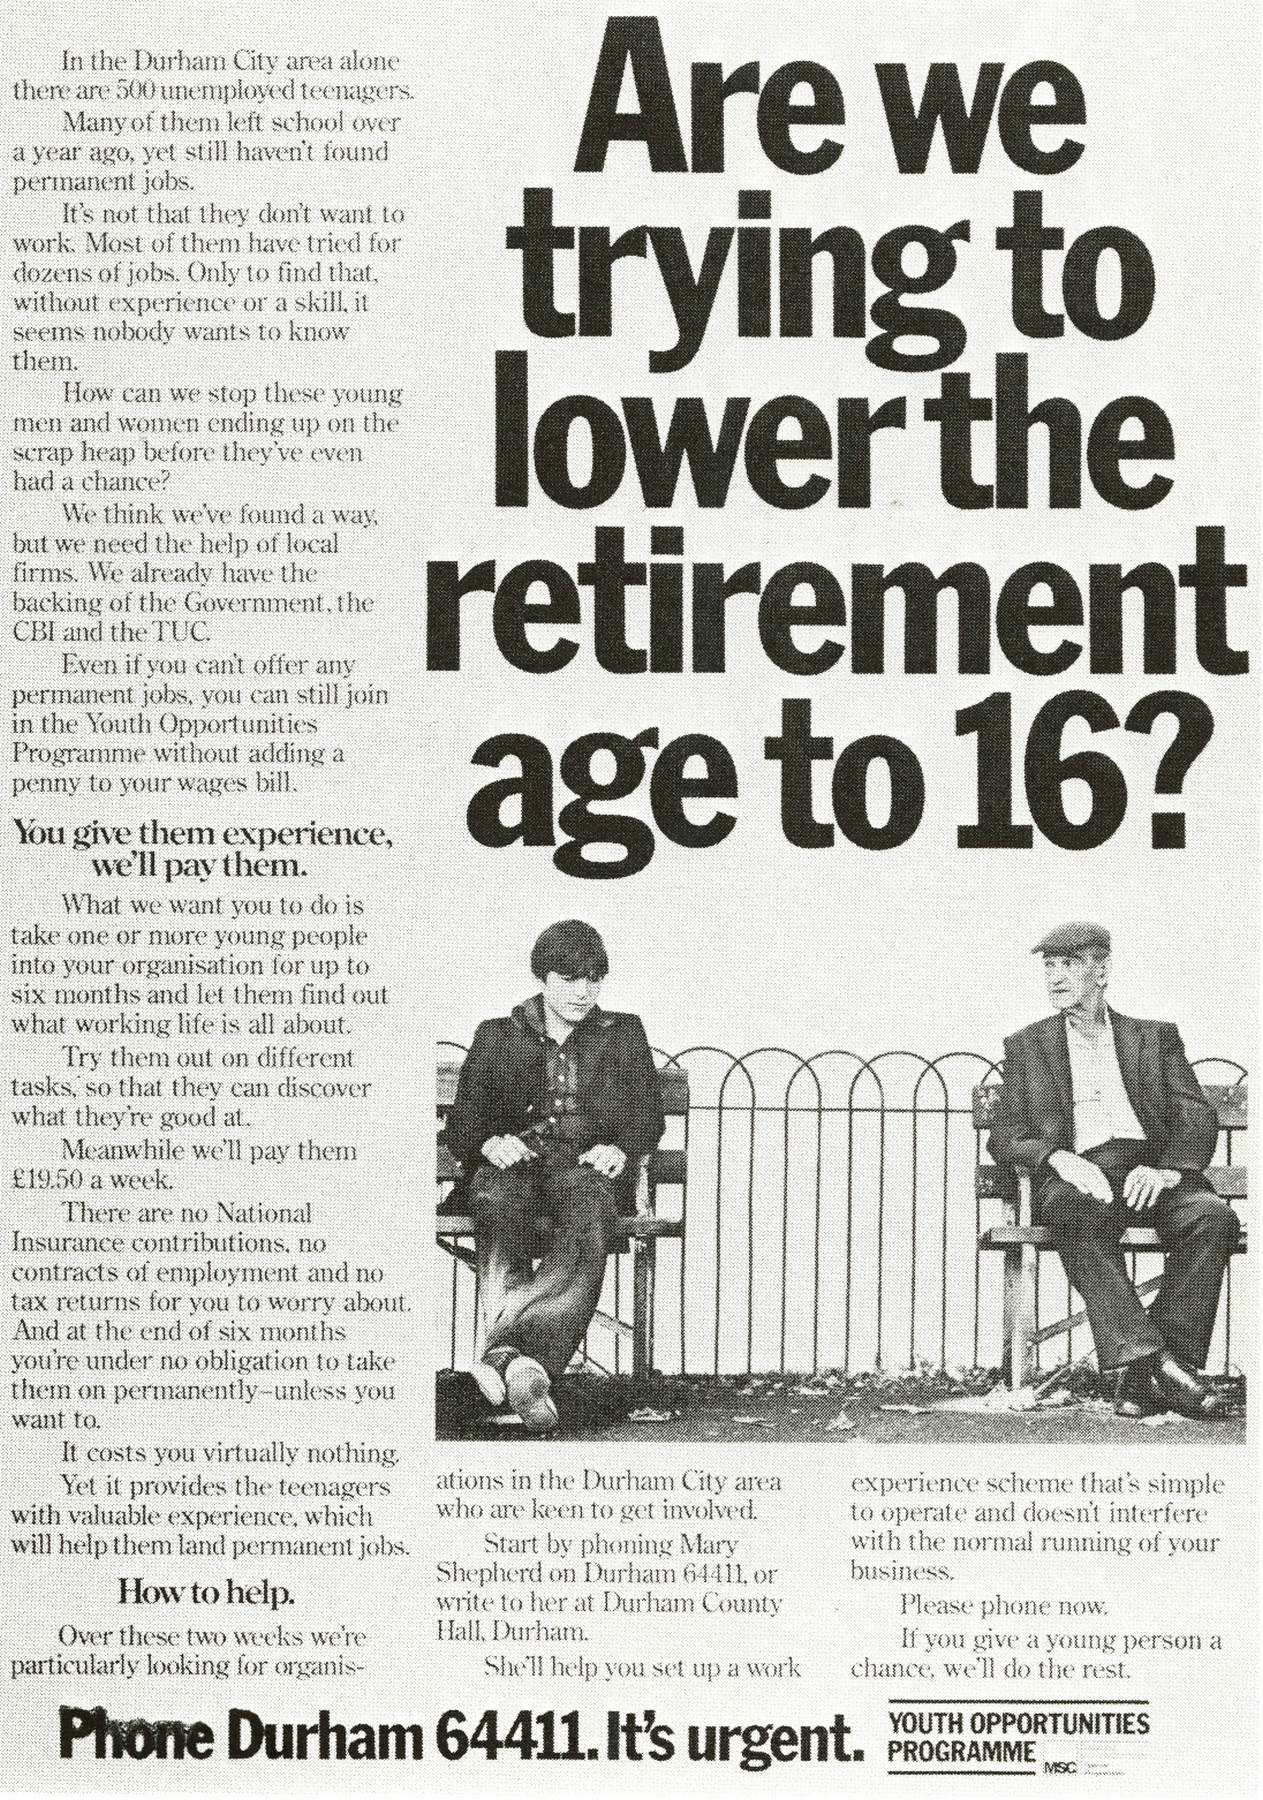 Are we
trying to
lower the
retirement
age to 16?
In the Durham City area alone
there are 500 unemployed teenagers.
Many of them left school over
a year ago, yet still haven't found
permanent jobs.
It's not that they don't want to
work. Most of them have tried for
dozens of jobs. Only to find that,
without experience or a skill, it
seems nobody wants to know
them.
How can we stop these young
men and women ending up on the
scrap heap before they've even
had a chance?
We think we've found a way,
but we need the help of local
firms. We already have the
backing of the Government, the
CBI and the TUC.
Even if you can't offer any
permanent jobs, you can still join
in the Youth Opportunities
Programme without adding a
penny to your wages bill.
You give them experience,
we'll pay them.
What we want you to do is
take one or more young people
into your organisation for up to
six months and let them find out
what working life is all about.
Try them out on different
tasks, so that they can discover
what they're good at.
Meanwhile we'll pay them
£19.50 a week.
There are no National
Insurance contributions, no
contracts of employment and no
tax returns for you to worry about.
And at the end of six months
you're under no obligation to take
them on permanently–unless you
want to.
It costs you virtually nothing.
Yet it provides the teenagers
with valuable experience, which
will help them land permanent jobs.
How to help.
Over these two weeks we're
particularly looking for organis-
ations in the Durham City area
who are keen to get involved.
Start by phoning Mary
Shepherd on Durham 64411, or
write to her at Durham County
Hall, Durham.
She'll help you set up a work
experience scheme that's simple
to operate and doesn't interfere
with the normal running of your
business.
Please phone now.
If you give a young person a
chance, we'll do the rest.
Phone Durham 64411. It's urgent.
YOUTH OPPORTUNITIES
PROGRAMME
MSC